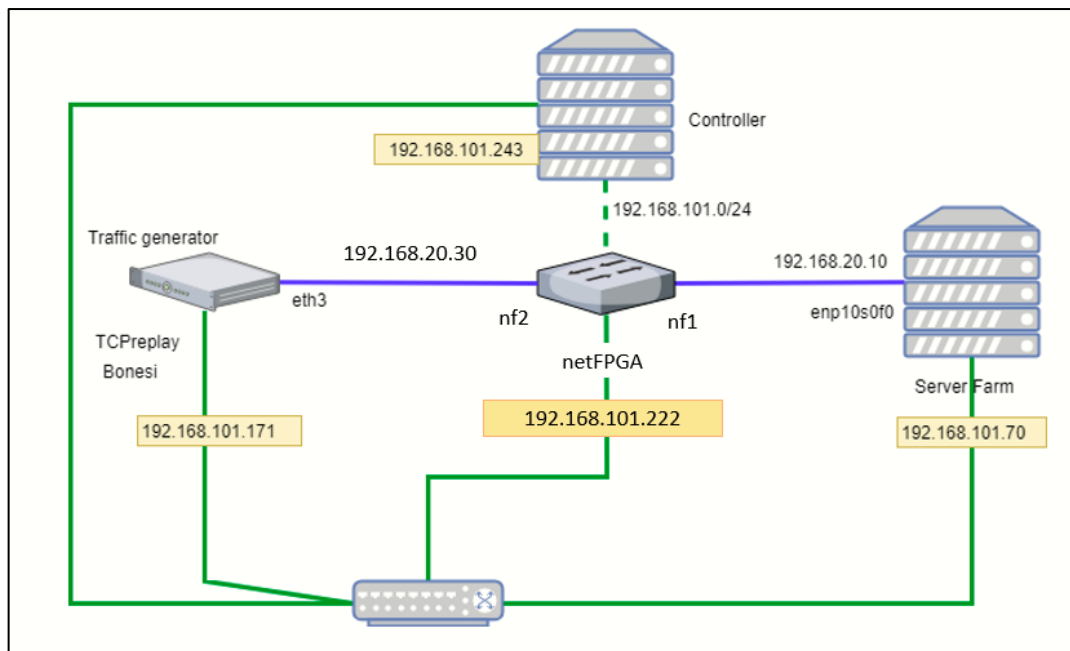 Controller
192.168.101.243
192.168.101.0/24
Traffic generator
192.168.20.30
192.168.20.10
eth3
nf2
nf1
enp10s0f0
TCPreplay
Bonesi
netFPGA
Server Farm
192.168.101.171
192.168.101.222
192.168.101.70